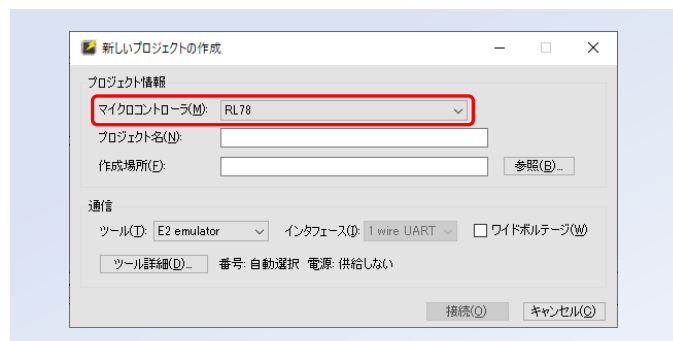 新しいプロジェクトの作成
プロジェクト情報
マイクロコントローラ(M): RL78
プロジェクト名(N):
作成場所(F): 参照(B)...
通信
ツール(T): E2 emulator インタフェース(I): 1 wire UART ワイドボルテージ(W)
ツール詳細(D)... 番号: 自動選択 電源: 供給しない
接続(O) キャンセル(C)